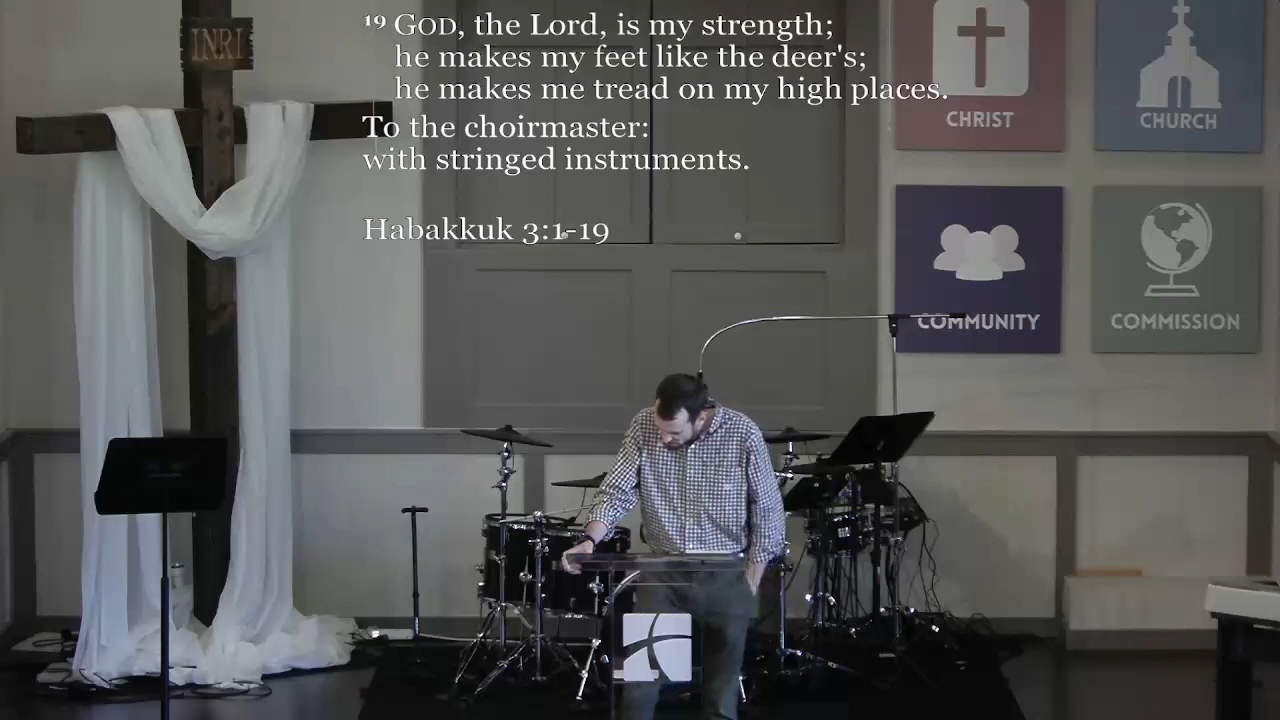 19 GOD, the Lord, is my strength;
he makes my feet like the deer's;
he makes me tread on my high places.
To the choirmaster:
with stringed instruments.
Habakkuk 3:1-19
INRI
CHRIST
CHURCH
COMMUNITY
COMMISSION